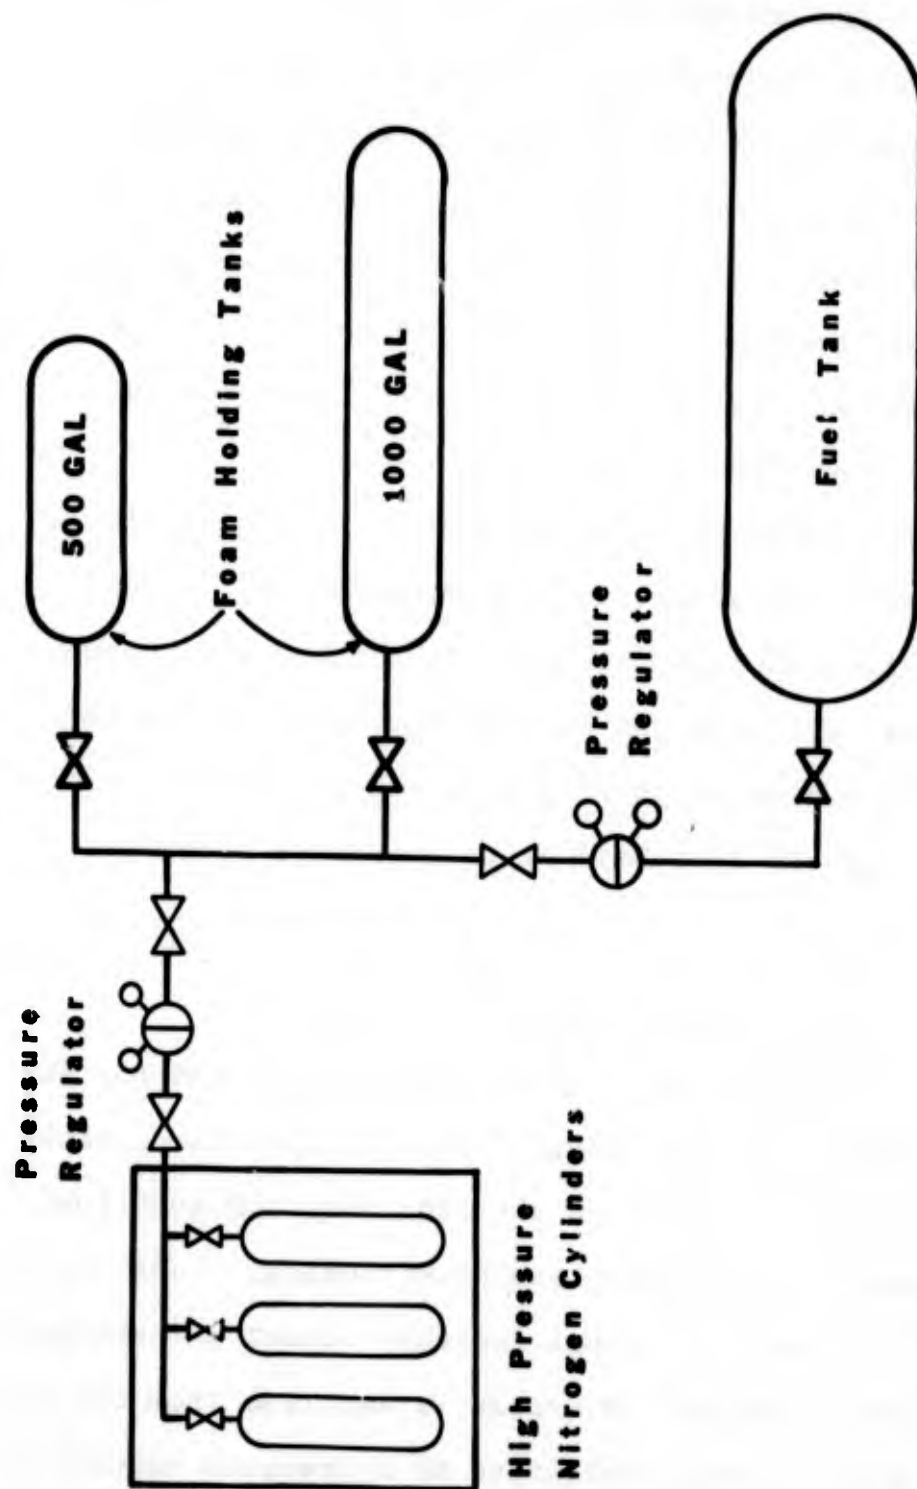 Pressure
Regulator
500 GAL
Foam Holding Tanks
1000 GAL
High Pressure
Nitrogen Cylinders
Pressure
Regulator
Fuel Tank